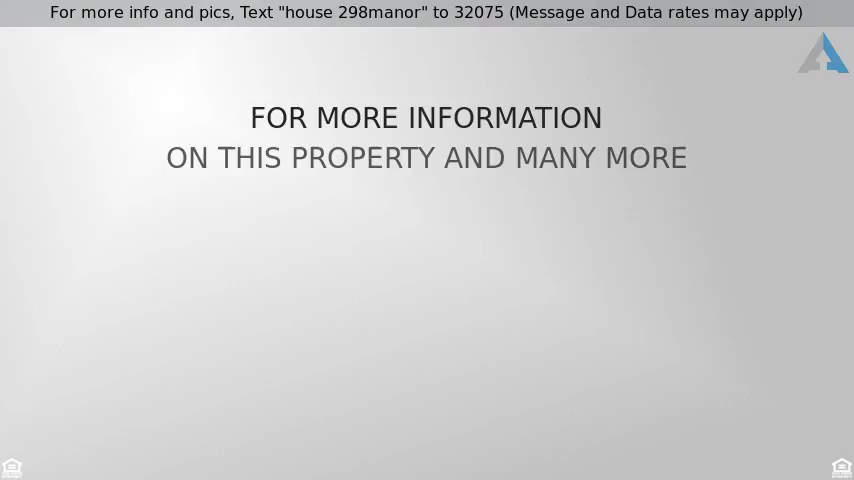 For more info and pics, Text "house 298manor" to 32075 (Message and Data rates may apply)
FOR MORE INFORMATION
ON THIS PROPERTY AND MANY MORE